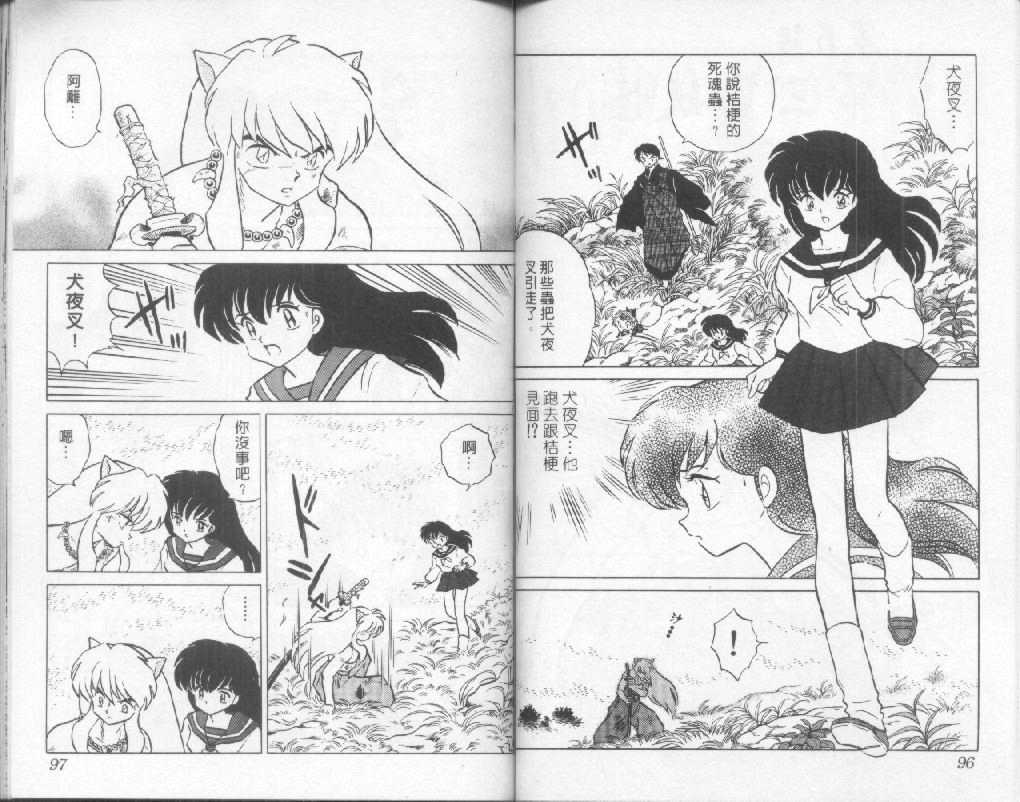 犬夜叉…
你說桔梗的
死魂蟲…?
那些蟲把犬夜
叉引走了。
犬夜叉…他
跑去跟桔梗
見面!?
!
96
阿籬…
犬夜叉!
啊…
你沒事吧?
嗯…
………
97